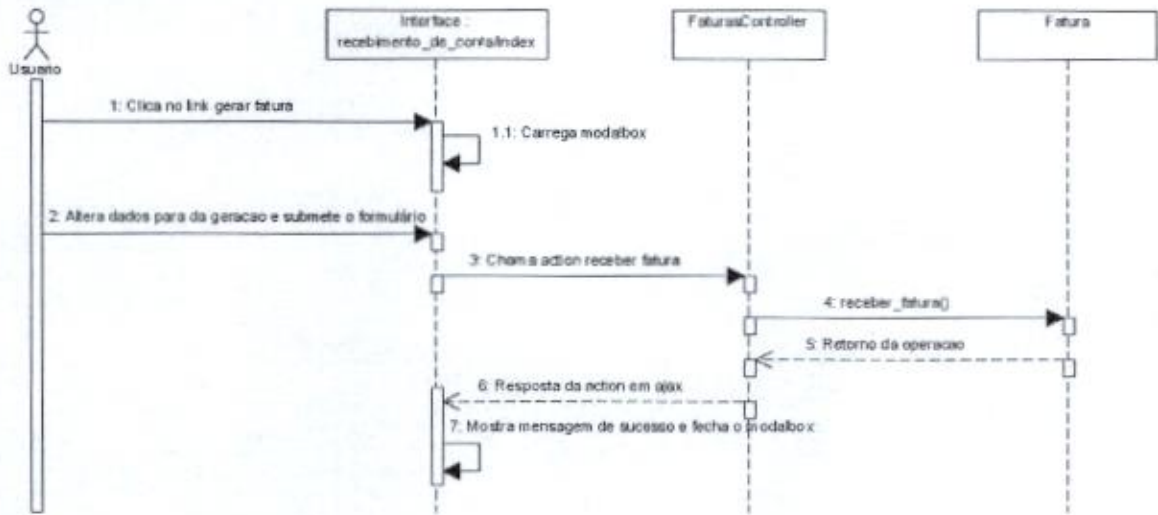 Interface :
recebimento_de_conta/index
FaturasController
Fatura
Usuario
1: Clica no link gerar fatura
1.1: Carrega modalbox
2: Altera dados para da geracao e submete o formulário
3: Chama action receber fatura
4: receber_fatura()
5: Retorno da operacao
6: Resposta da action em ajax
7: Mostra mensagem de sucesso e fecha o modalbox